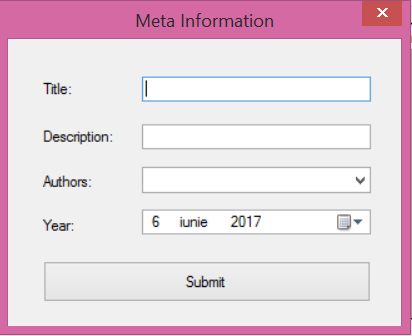 Meta Information
Title:
Description:
Authors:
Year: 6 iunie 2017
Submit